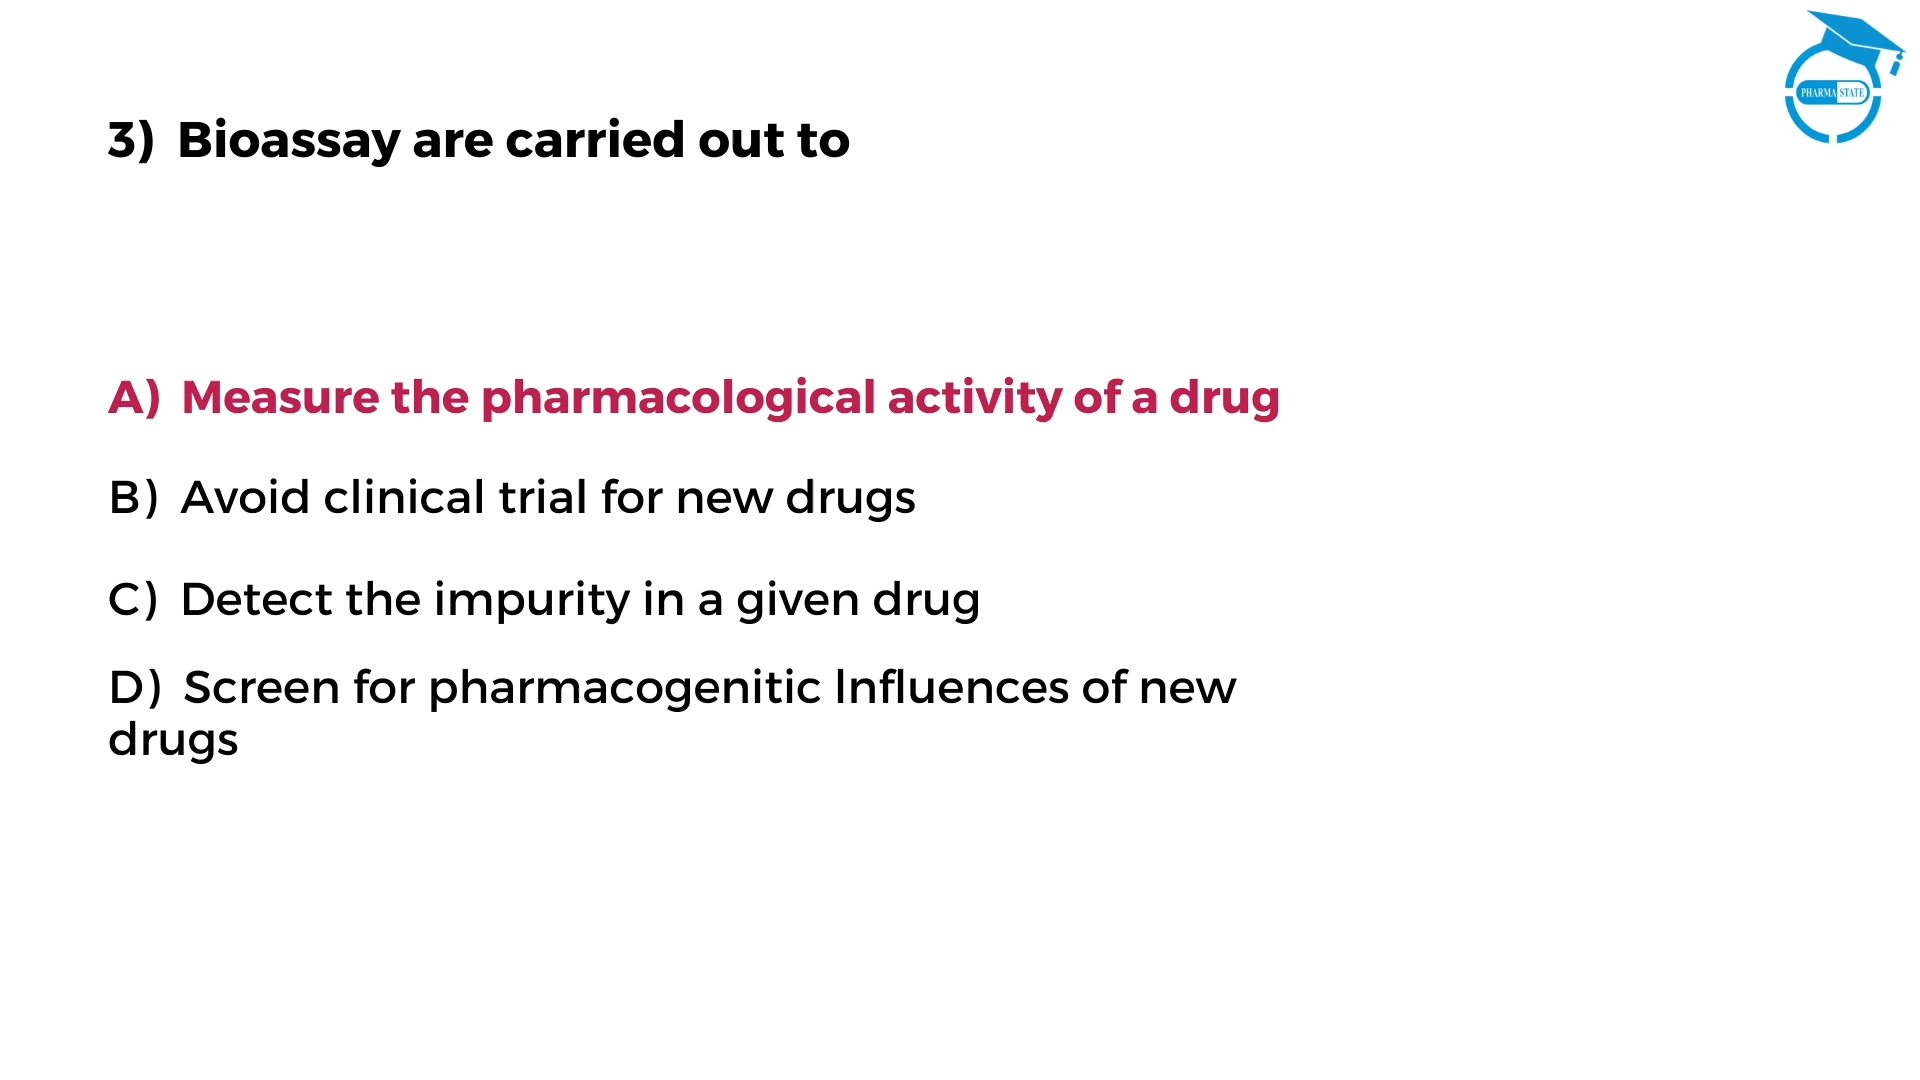 PHARMA STATE
3) Bioassay are carried out to
A) Measure the pharmacological activity of a drug
B) Avoid clinical trial for new drugs
C) Detect the impurity in a given drug
D) Screen for pharmacogenitic Influences of new
drugs